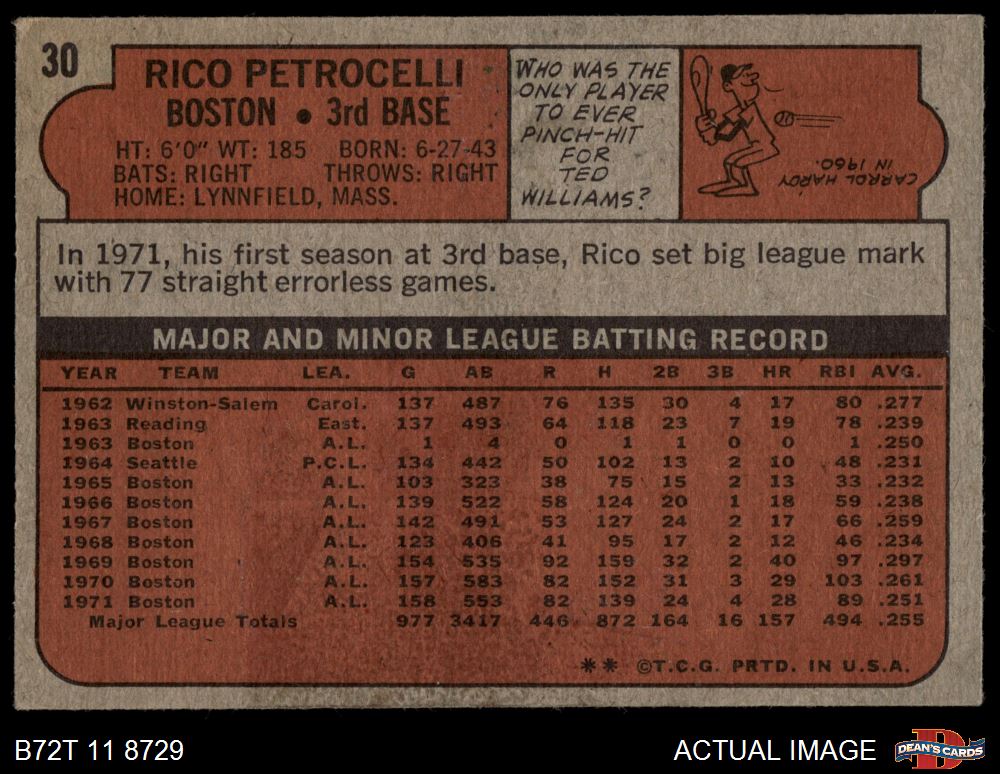 30
RICO PETROCELLI
BOSTON • 3rd BASE
HT: 6'0" WT: 185 BORN: 6-27-43
BATS: RIGHT THROWS: RIGHT
HOME: LYNNFIELD, MASS.
WHO WAS THE
ONLY PLAYER
TO EVER
PINCH-HIT
FOR
TED
WILLIAMS?
CARROL HARDY
IN 1960.
In 1971, his first season at 3rd base, Rico set big league mark
with 77 straight errorless games.
MAJOR AND MINOR LEAGUE BATTING RECORD
YEAR TEAM LEA. G AB R H 2B 3B HR RBI AVG.
1962 Winston-Salem Carol. 137 487 76 135 30 4 17 80 .277
1963 Reading East. 137 493 64 118 23 7 19 78 .239
1963 Boston A.L. 1 4 0 1 1 0 0 1 .250
1964 Seattle P.C.L. 134 442 50 102 13 2 10 48 .231
1965 Boston A.L. 103 323 38 75 15 2 13 33 .232
1966 Boston A.L. 139 522 58 124 20 1 18 59 .238
1967 Boston A.L. 142 491 53 127 24 2 17 66 .259
1968 Boston A.L. 123 406 41 95 17 2 12 46 .234
1969 Boston A.L. 154 535 92 159 32 2 40 97 .297
1970 Boston A.L. 157 583 82 152 31 3 29 103 .261
1971 Boston A.L. 158 553 82 139 24 4 28 89 .251
Major League Totals 977 3417 446 872 164 16 157 494 .255
** ©T.C.G. PRTD. IN U.S.A.
B72T 11 8729
ACTUAL IMAGE
DEAN'S CARDS